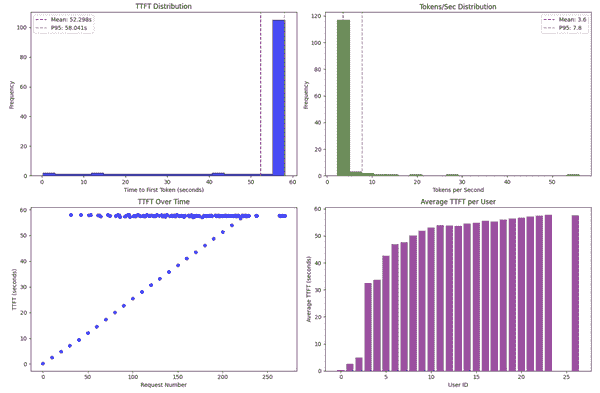 TTFT Distribution
Mean: 52.298s
P95: 58.041s
Frequency
100
80
60
40
20
0
0 10 20 30 40 50 60
Time to First Token (seconds)
Tokens/Sec Distribution
Mean: 3.6
P95: 7.8
Frequency
120
100
80
60
40
20
0
10 20 30 40 50
Tokens per Second
TTFT Over Time
TTFT (seconds)
60
50
40
30
20
10
0
0 50 100 150 200 250
Request Number
Average TTFT per User
Average TTFT (seconds)
60
50
40
30
20
10
0
0 5 10 15 20 25
User ID